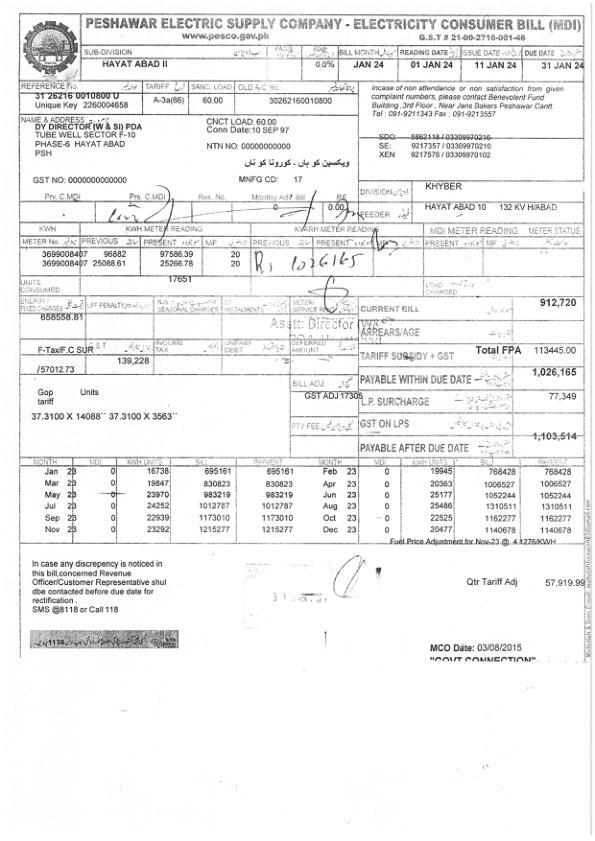 PESHAWAR ELECTRIC SUPPLY COMPANY - ELECTRICITY CONSUMER BILL (MDI)
www.pesco.gov.pk G.S.T # 21-00-2716-001-46
SUB-DIVISION BILL MONTH READING DATE ISSUE DATE DUE DATE
HAYAT ABAD II 0.0% JAN 24 01 JAN 24 11 JAN 24 31 JAN 24
REFERENCE No. TARIFF SANC. LOAD OLD A/C No.
31 26216 0010800 U A-3a(66) 60.00 30262160010800
Unique Key 2260004658
Incase of non attendance or non satisfaction from given
complaint numbers, please contact Benevolent Fund
Building ,3rd Floor , Near Jans Bakers Peshawar Cantt.
Tel : 091-9211343 Fax : 091-9213557
NAME & ADDRESS
DY DIRECTOR (W & SI) PDA
TUBE WELL SECTOR F-10
PHASE-6 HAYAT ABAD
PSH
CNCT LOAD: 60.00
Conn Date:10 SEP 97
NTN NO: 00000000000
ویکسین کو ہاں - کورونا کو ناں
SDO: 5862118 / 03309970216
SE: 9217357 / 03109970201
XEN: 9217576 / 03309970102
GST NO: 0000000000000 MNFG CD: 17
DIVISION KHYBER
Prv. C.MDI Prs. C.MDI Res. No. Monthly Adv. Bill P.F
0 0.00
FEEDER HAYAT ABAD 10 132 KV H/ABAD
KWH KWH METER READING KVARH METER READING MDI METER READING METER STATUS
METER No. PREVIOUS PRESENT MF PREVIOUS PRESENT MF PRESENT MF
3699008407 96882 97586.39 20
3699008407 25088.61 25266.78 20
Rs 1026165
UNITS CONSUMED 17651
LOAD CHARGED
ENERGY / FIXED CHARGES LPF PENALTY NJS SEASONAL CHARGES ED INSTALMENTS METER/ SERVICE RENT
658558.81
CURRENT BILL 912,720
Asstt: Director
ARREARS/AGE
F-Tax/F.C SUR G.S.T INCOME TAX UNPAID DEBT DEFERRED AMOUNT
/57012.73 139,228
Total FPA 113445.00
TARIFF SUBSIDY + GST
PAYABLE WITHIN DUE DATE 1,026,165
BILL ADJ
GST ADJ 17305
L.P. SURCHARGE 77,349
Gop Units
tariff
37.3100 X 14088`` 37.3100 X 3563``
PTV FEE
GST ON LPS
PAYABLE AFTER DUE DATE 1,103,514
MONTH MDI KWH UNITS BILL PAYMENT MONTH MDI KWH UNITS BILL PAYMENT
Jan 23 0 16738 695161 695161 Feb 23 0 19945 768428 768428
Mar 23 0 19847 830823 830823 Apr 23 0 20363 1006527 1006527
May 23 0 23970 983219 983219 Jun 23 0 25177 1052244 1052244
Jul 23 0 24252 1012787 1012787 Aug 23 0 25486 1310511 1310511
Sep 23 0 22939 1173010 1173010 Oct 23 0 22525 1162277 1162277
Nov 23 0 23292 1215277 1215277 Dec 23 0 20477 1140678 1140678
Fuel Price Adjustment for Nov-23 @ 4.1276/KWH
In case any discrepency is noticed in
this bill,concerned Revenue
Officer/Customer Representative shul
dbe contacted before due date for
rectification .
SMS @8118 or Call 118
Qtr Tariff Adj 57,919.99
MCO Date: 03/08/2015
"GOVT CONNECTION"